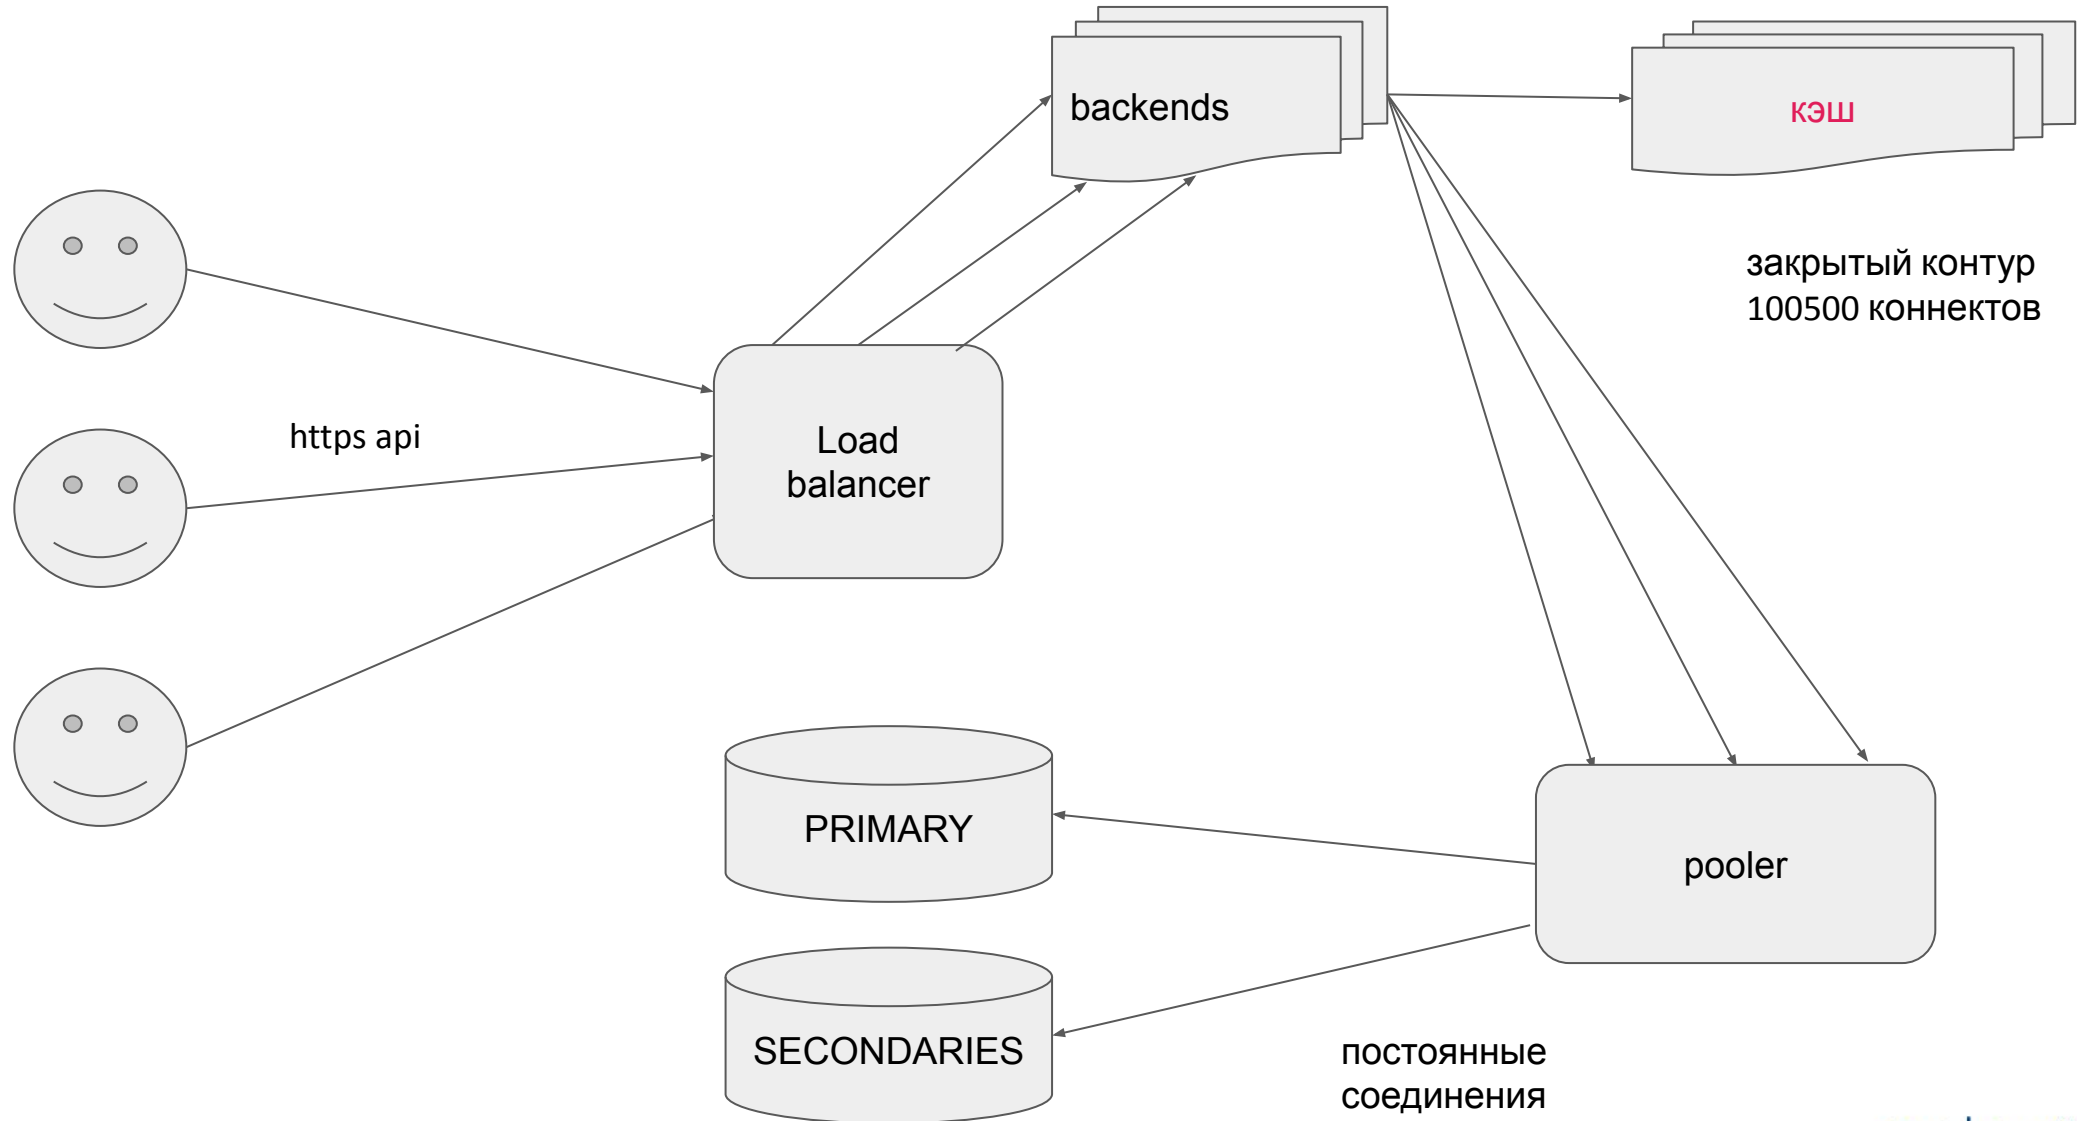 backends
кэш
закрытый контур
100500 коннектов
https api
Load
balancer
PRIMARY
pooler
SECONDARIES
постоянные
соединения